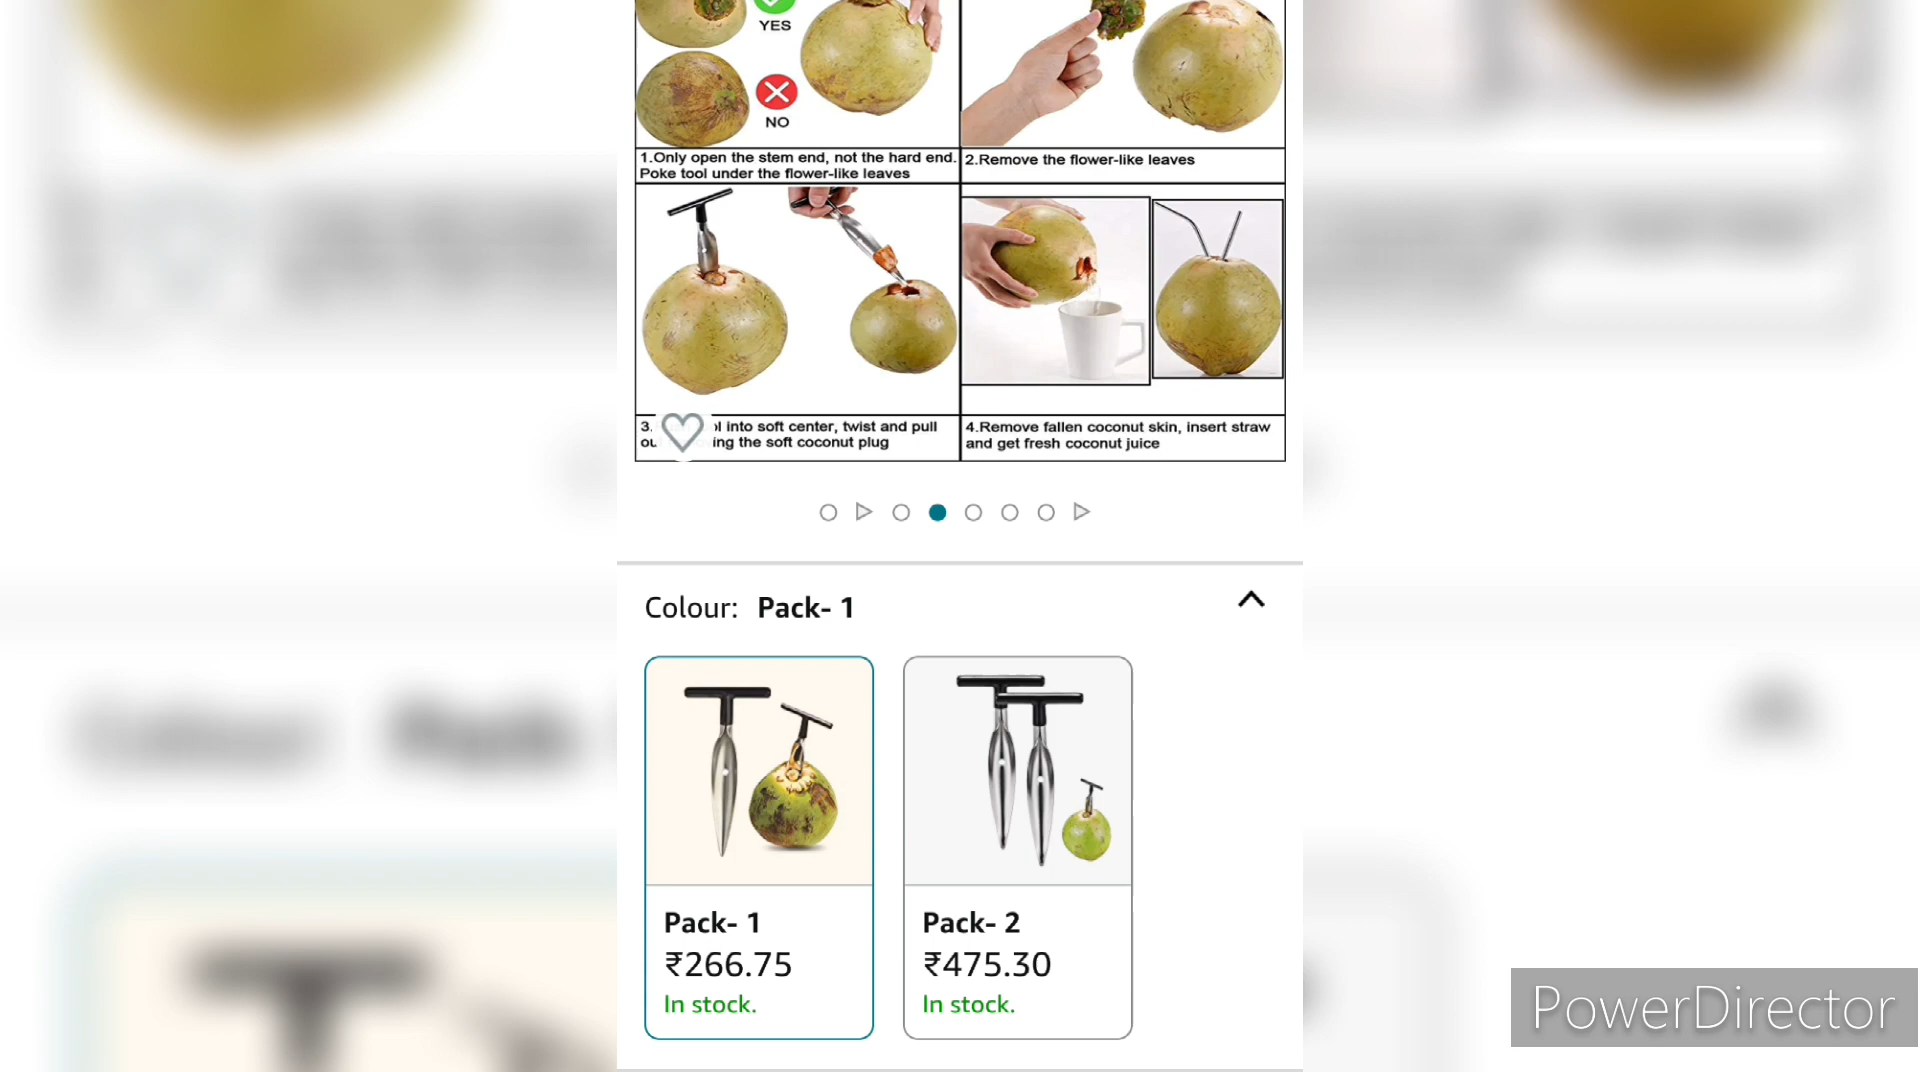 YES
NO
1.Only open the stem end, not the hard end.
Poke tool under the flower-like leaves
2.Remove the flower-like leaves
3. into soft center, twist and pull
the soft coconut plug
4.Remove fallen coconut skin, insert straw
and get fresh coconut juice
Colour: Pack- 1
Pack- 1
₹266.75
In stock.
Pack- 2
₹475.30
In stock.
PowerDirector